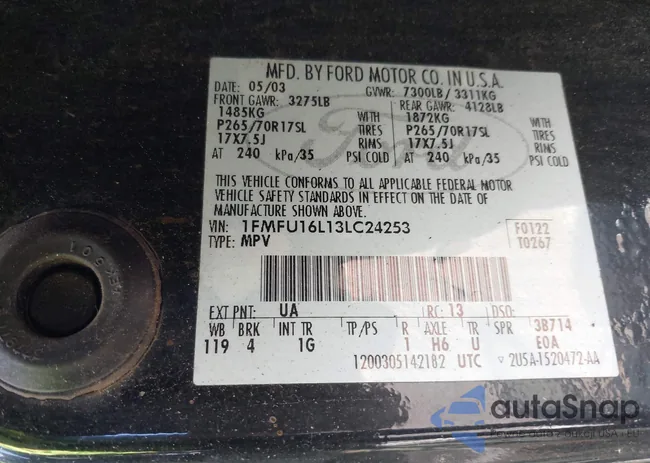 MFD. BY FORD MOTOR CO. IN U.S.A.
DATE: 05/03 GVWR: 7300LB / 3311KG
FRONT GAWR: 3275LB REAR GAWR: 4128LB
1485KG WITH 1872KG WITH
P265/70R17SL TIRES P265/70R17SL TIRES
17X7.5J RIMS 17X7.5J RIMS
AT 240 kPa/35 PSI COLD AT 240 kPa/35 PSI COLD
Ford
THIS VEHICLE CONFORMS TO ALL APPLICABLE FEDERAL MOTOR
VEHICLE SAFETY STANDARDS IN EFFECT ON THE DATE OF
MANUFACTURE SHOWN ABOVE.
VIN: 1FMFU16L13LC24253 F0122
TYPE: MPV T0267
EXT PNT: UA RC: 13 DSO:
WB BRK INT TR TP/PS R AXLE TR SPR 3B714
119 4 1G 1 H6 U EOA
1200305142182 UTC 2U5A-1520472-AA
autoSnap